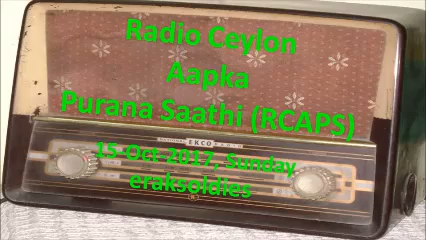 Radio Ceylon
Aapka
Purana Saathi (RCAPS)
EKCO
15-Oct-2017, Sunday
eraksoldies